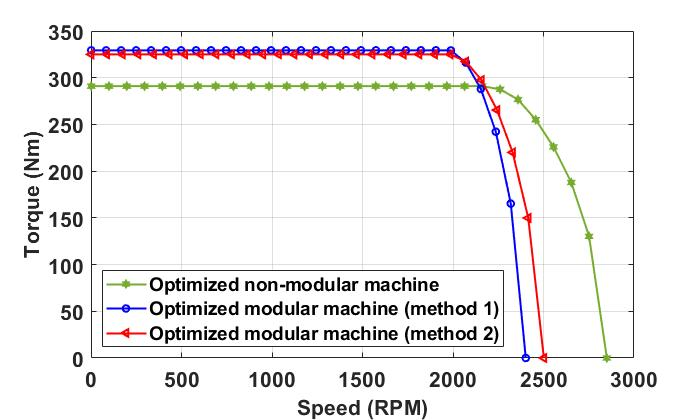 350
300
250
200
150
100
50
0
Torque (Nm)
Optimized non-modular machine
Optimized modular machine (method 1)
Optimized modular machine (method 2)
0 500 1000 1500 2000 2500 3000
Speed (RPM)